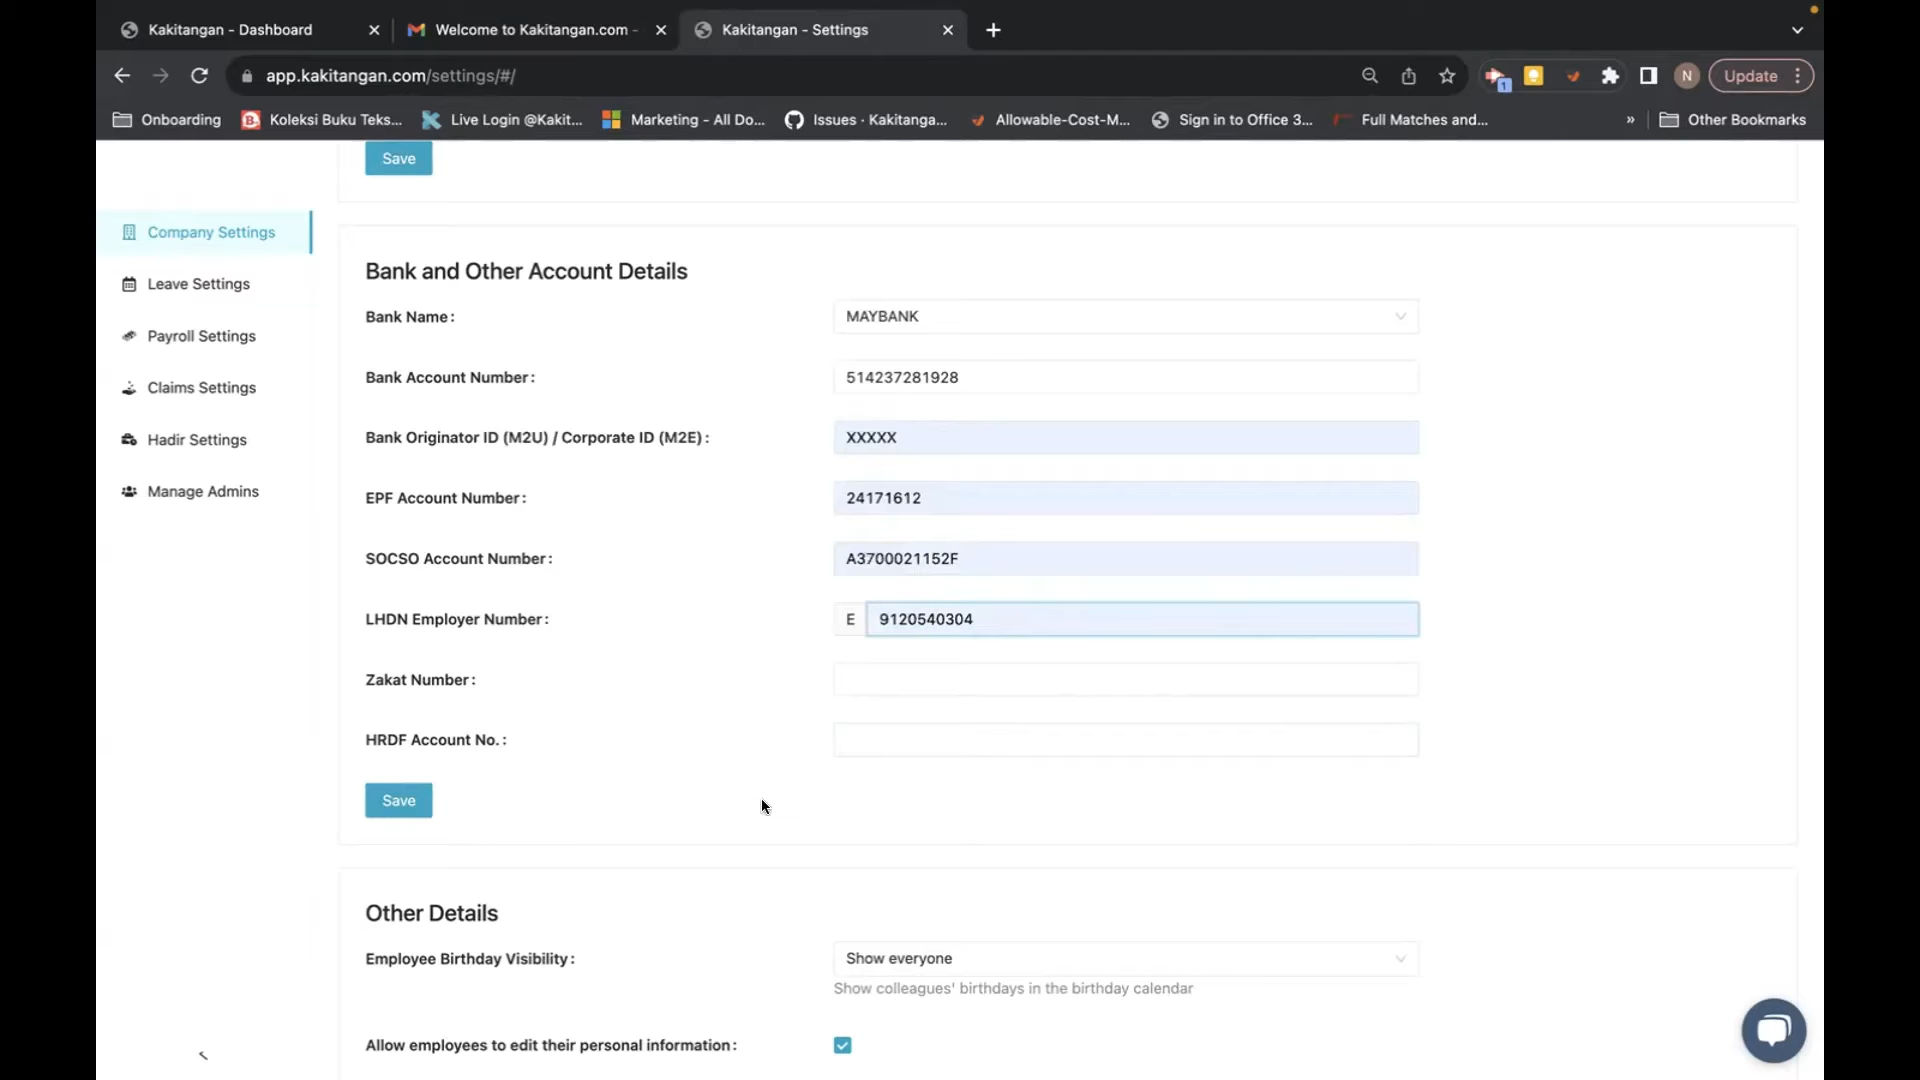 Kakitangan - Dashboard
Welcome to Kakitangan.com -
Kakitangan - Settings
app.kakitangan.com/settings/#/
1
N
Update
Onboarding
Koleksi Buku Teks...
Live Login @Kakit...
Marketing - All Do...
Issues · Kakitanga...
Allowable-Cost-M...
Sign in to Office 3...
Full Matches and...
»
Other Bookmarks
Save
Company Settings
Leave Settings
Payroll Settings
Claims Settings
Hadir Settings
Manage Admins
Bank and Other Account Details
Bank Name: MAYBANK
Bank Account Number: 514237281928
Bank Originator ID (M2U) / Corporate ID (M2E): XXXXX
EPF Account Number: 24171612
SOCSO Account Number: A3700021152F
LHDN Employer Number: E 9120540304
Zakat Number:
HRDF Account No.:
Save
Other Details
Employee Birthday Visibility: Show everyone
Show colleagues' birthdays in the birthday calendar
Allow employees to edit their personal information: